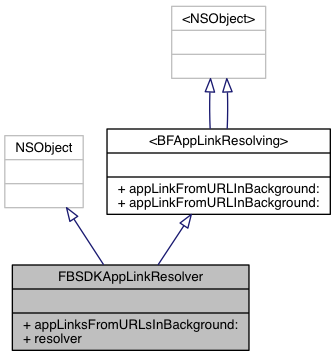 <NSObject>
NSObject
<BFAppLinkResolving>
+ appLinkFromURLInBackground:
+ appLinkFromURLInBackground:
FBSDKAppLinkResolver
+ appLinksFromURLsInBackground:
+ resolver